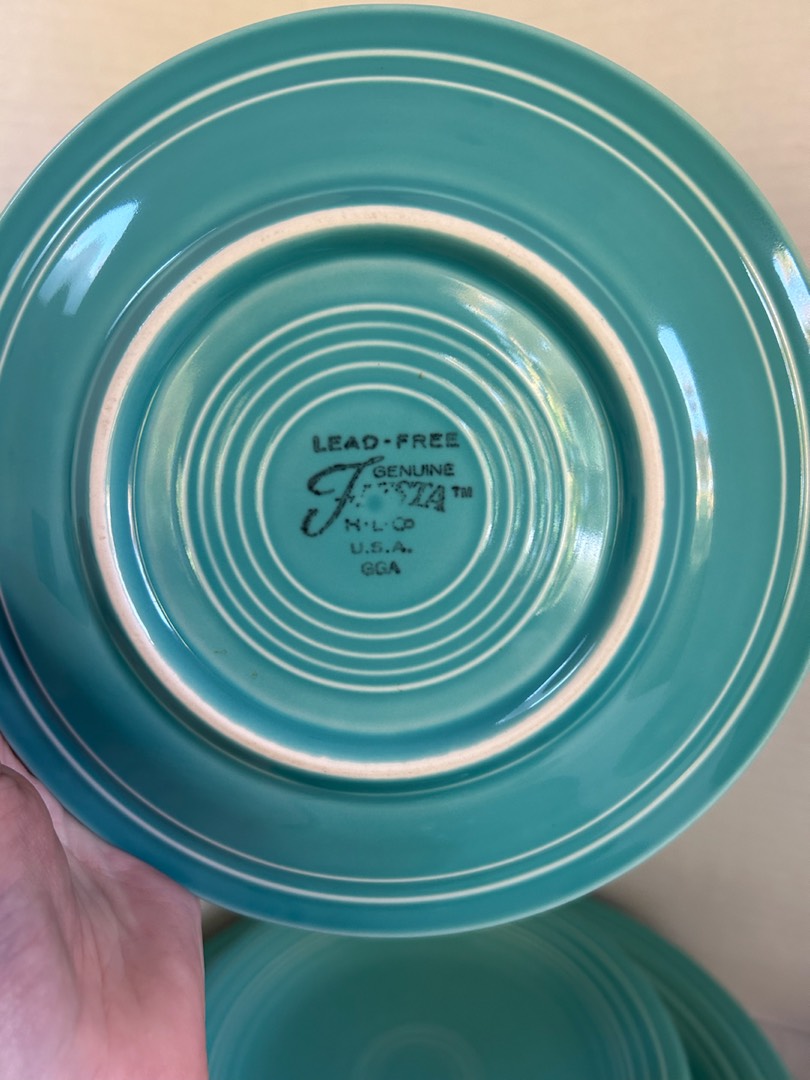 LEAD-FREE
GENUINE
FIESTA™
H·L·Co
U.S.A.
GGA